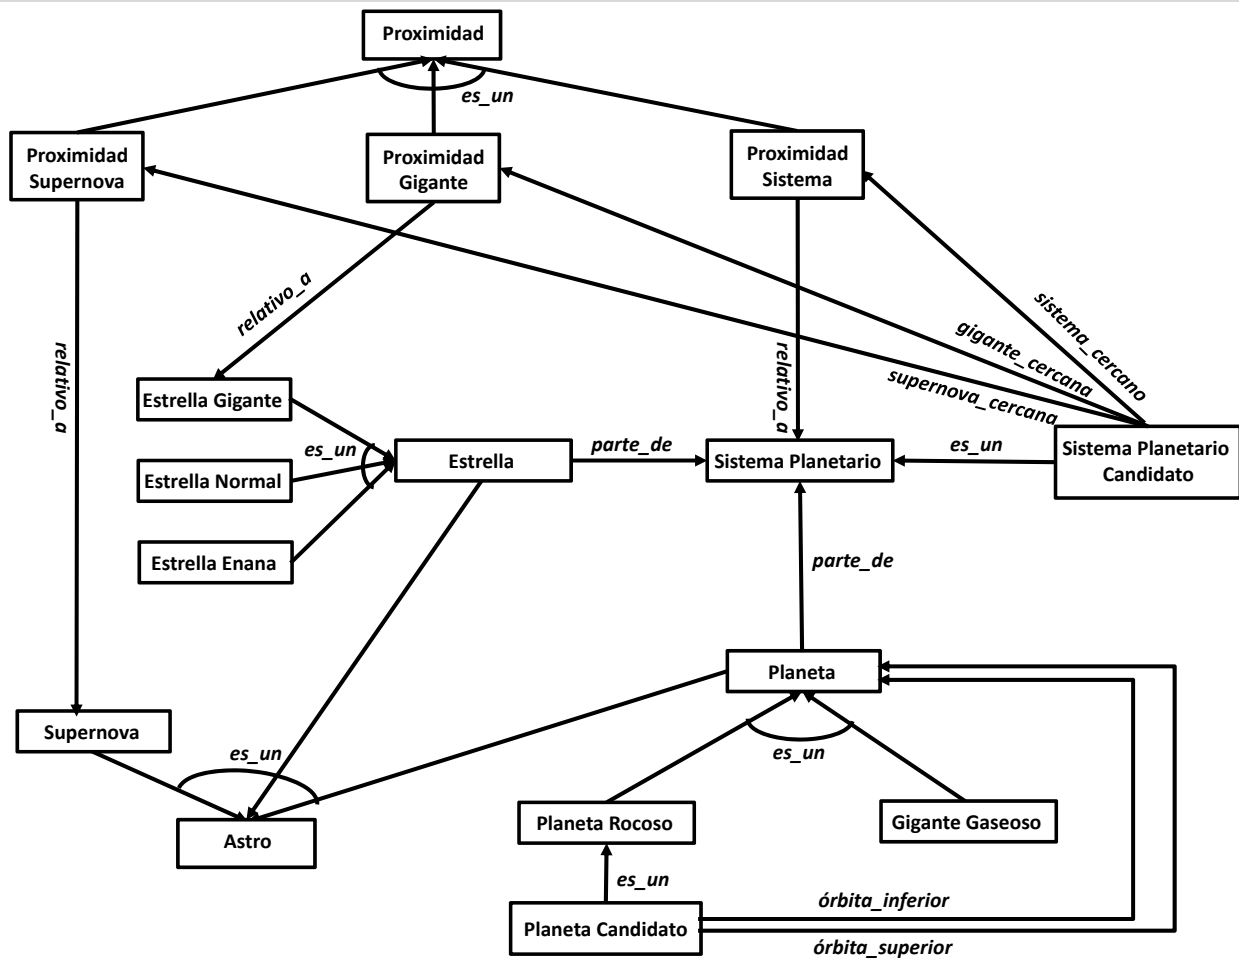 Proximidad
es_un
Proximidad
Supernova
Proximidad
Gigante
Proximidad
Sistema
relativo_a
relativo_a
relativo_a
sistema_cercano
gigante_cercana
supernova_cercana
Estrella Gigante
es_un
Estrella Normal
Estrella Enana
Estrella
parte_de
Sistema Planetario
es_un
Sistema Planetario
Candidato
parte_de
Planeta
es_un
Supernova
es_un
Astro
Planeta Rocoso
Gigante Gaseoso
es_un
Planeta Candidato
órbita_inferior
órbita_superior